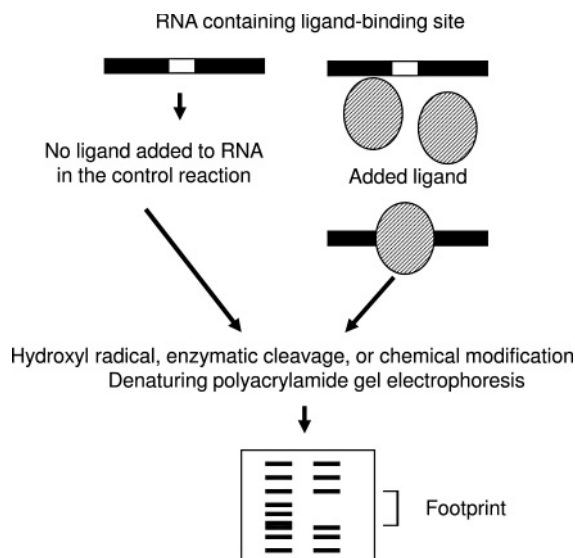 RNA containing ligand-binding site
No ligand added to RNA
in the control reaction
Added ligand
Hydroxyl radical, enzymatic cleavage, or chemical modification
Denaturing polyacrylamide gel electrophoresis
Footprint